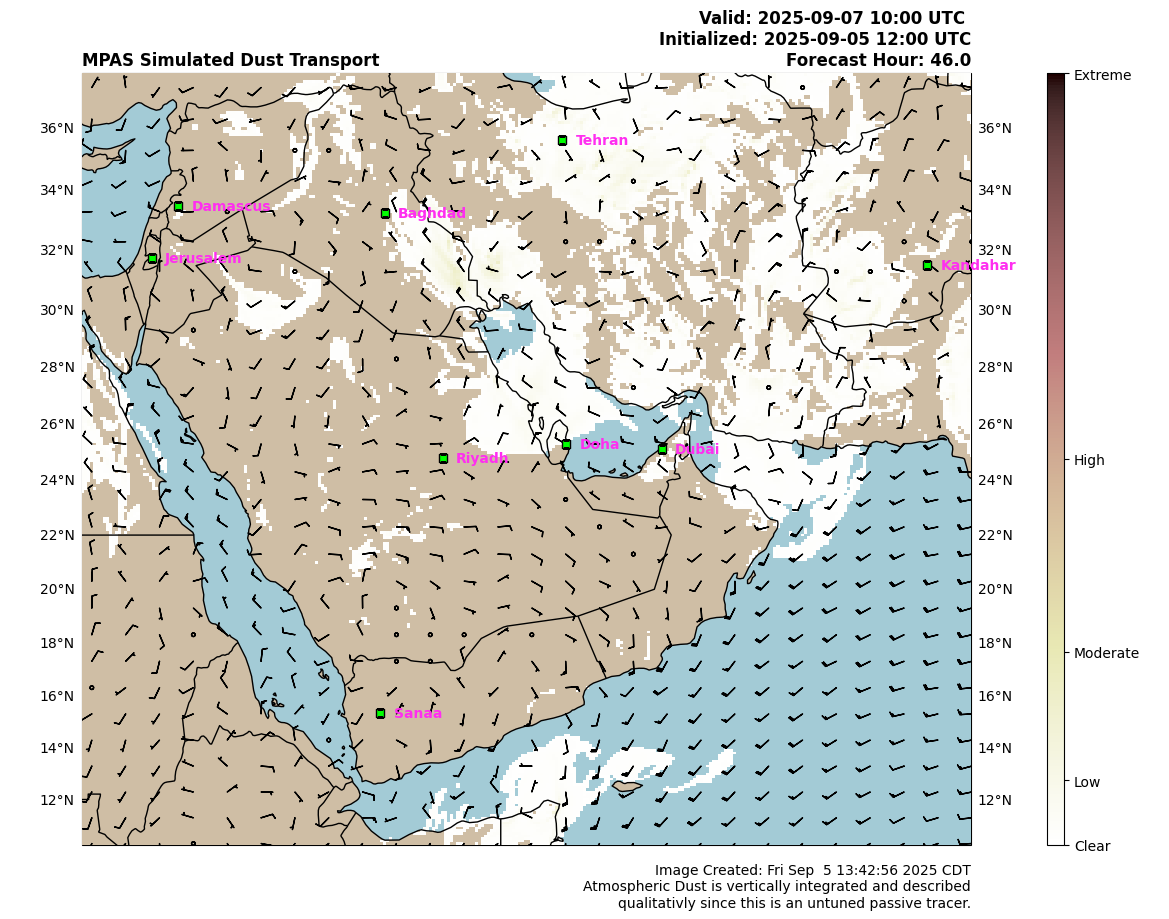 Valid: 2025-09-07 10:00 UTC
Initialized: 2025-09-05 12:00 UTC
MPAS Simulated Dust Transport
Forecast Hour: 46.0
Extreme
36°N
Tehran
36°N
34°N
34°N
Damascus
Baghdad
32°N
32°N
Jerusalem
Kandahar
30°N
30°N
28°N
28°N
26°N
26°N
Doha
Dubai
Riyadh
High
24°N
24°N
22°N
22°N
20°N
20°N
18°N
18°N
Moderate
16°N
16°N
Sanaa
14°N
14°N
Low
12°N
12°N
Clear
Image Created: Fri Sep  5 13:42:56 2025 CDT
Atmospheric Dust is vertically integrated and described
qualitativly since this is an untuned passive tracer.